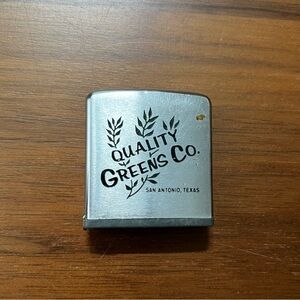 QUALITY
GREENS CO.
SAN ANTONIO, TEXAS